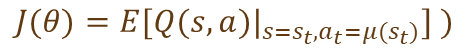 J(θ) = E[Q(s,a)|s=sₜ,aₜ=μ(sₜ)] )